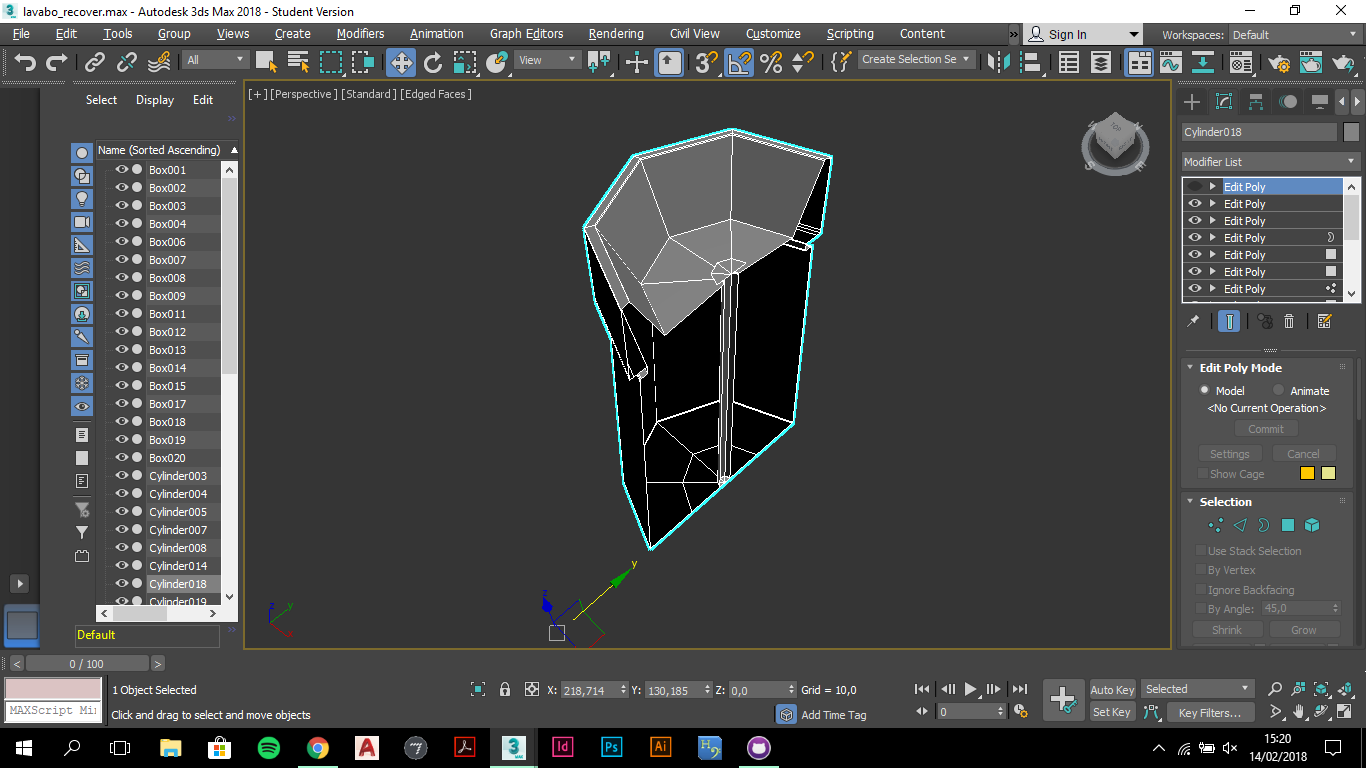 lavabo_recover.max - Autodesk 3ds Max 2018 - Student Version
File Edit Tools Group Views Create Modifiers Animation Graph Editors Rendering Civil View Customize Scripting Content » Sign In Workspaces: Default
All View Create Selection Se
Select Display Edit
Name (Sorted Ascending)
Box001
Box002
Box003
Box004
Box006
Box007
Box008
Box009
Box011
Box012
Box013
Box014
Box015
Box017
Box018
Box019
Box020
Cylinder003
Cylinder004
Cylinder005
Cylinder007
Cylinder008
Cylinder014
Cylinder018
Cylinder019
Default
[+] [Perspective] [Standard] [Edged Faces]
TOP
S E
z y
z y
Cylinder018
Modifier List
Edit Poly
Edit Poly
Edit Poly
Edit Poly
Edit Poly
Edit Poly
Edit Poly
Edit Poly Mode
Model Animate
<No Current Operation>
Commit
Settings Cancel
Show Cage
Selection
Use Stack Selection
By Vertex
Ignore Backfacing
By Angle: 45,0
Shrink Grow
< 0 / 100 >
MAXScript Mi
1 Object Selected
Click and drag to select and move objects
X: 218,714 Y: 130,185 Z: 0,0 Grid = 10,0
Add Time Tag
0
Auto Key Selected
Set Key Key Filters...
3
Id Ps Ai H2
15:20
14/02/2018